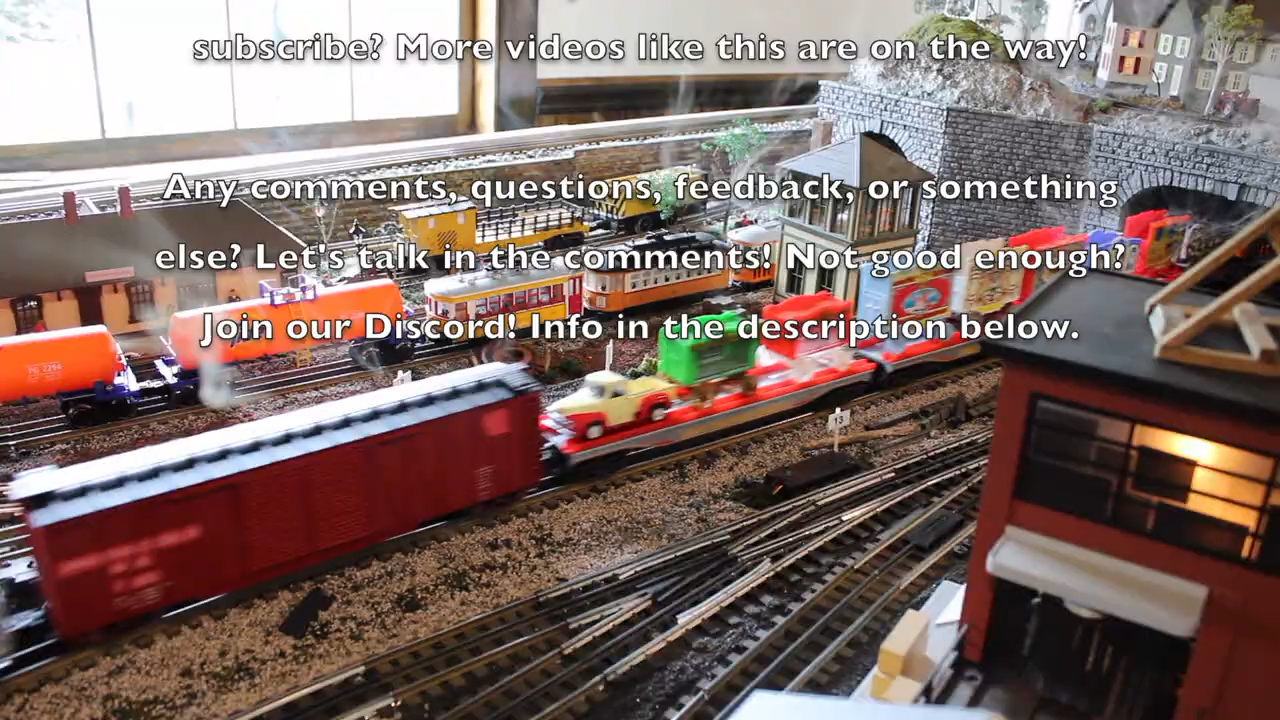 subscribe? More videos like this are on the way!
Any comments, questions, feedback, or something
else? Let's talk in the comments! Not good enough?
Join our Discord! Info in the description below.
13